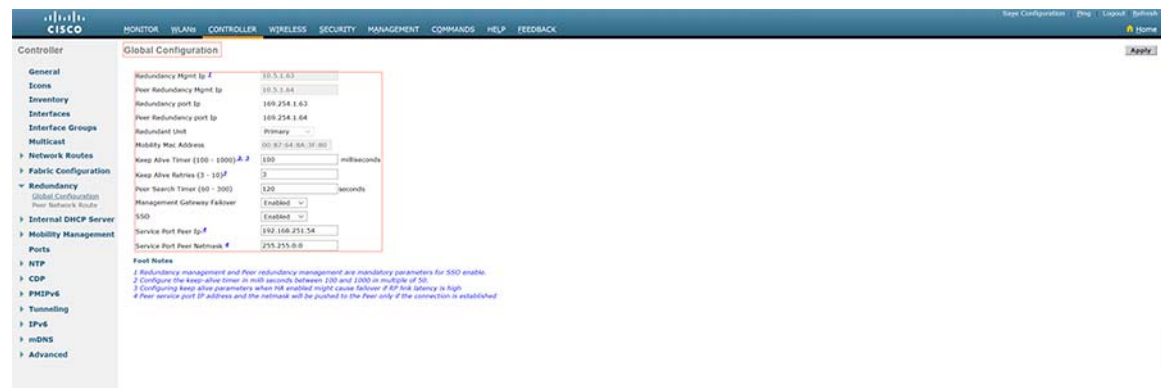 Save Configuration | Ping | Logout Refresh
CISCO
MONITOR WLANs CONTROLLER WIRELESS SECURITY MANAGEMENT COMMANDS HELP FEEDBACK
Home
Controller
Global Configuration
Apply
General
Icons
Inventory
Interfaces
Interface Groups
Multicast
Network Routes
Fabric Configuration
Redundancy
Global Configuration
Peer Network Route
Internal DHCP Server
Mobility Management
Ports
NTP
CDP
PMIPv6
Tunneling
IPv6
mDNS
Advanced
Redundancy Mgmt Ip 1 10.5.1.63
Peer Redundancy Mgmt Ip 10.5.1.64
Redundancy port Ip 169.254.1.63
Peer Redundancy port Ip 169.254.1.64
Redundant Unit Primary
Mobility Mac Address 00:B7:64:8A:3F:80
Keep Alive Timer (100 - 1000) 2, 3 100 milliseconds
Keep Alive Retries (3 - 10) 3 3
Peer Search Timer (60 - 300) 120 seconds
Management Gateway Failover Enabled
SSO Enabled
Service Port Peer Ip 4 192.168.251.54
Service Port Peer Netmask 4 255.255.0.0
Foot Notes
1 Redundancy management and Peer redundancy management are mandatory parameters for SSO enable.
2 Configure the keep-alive timer in milli seconds between 100 and 1000 in multiple of 50.
3 Configuring keep alive parameters when HA enabled might cause failover if RP link latency is high
4 Peer service port IP address and the netmask will be pushed to the Peer only if the connection is established